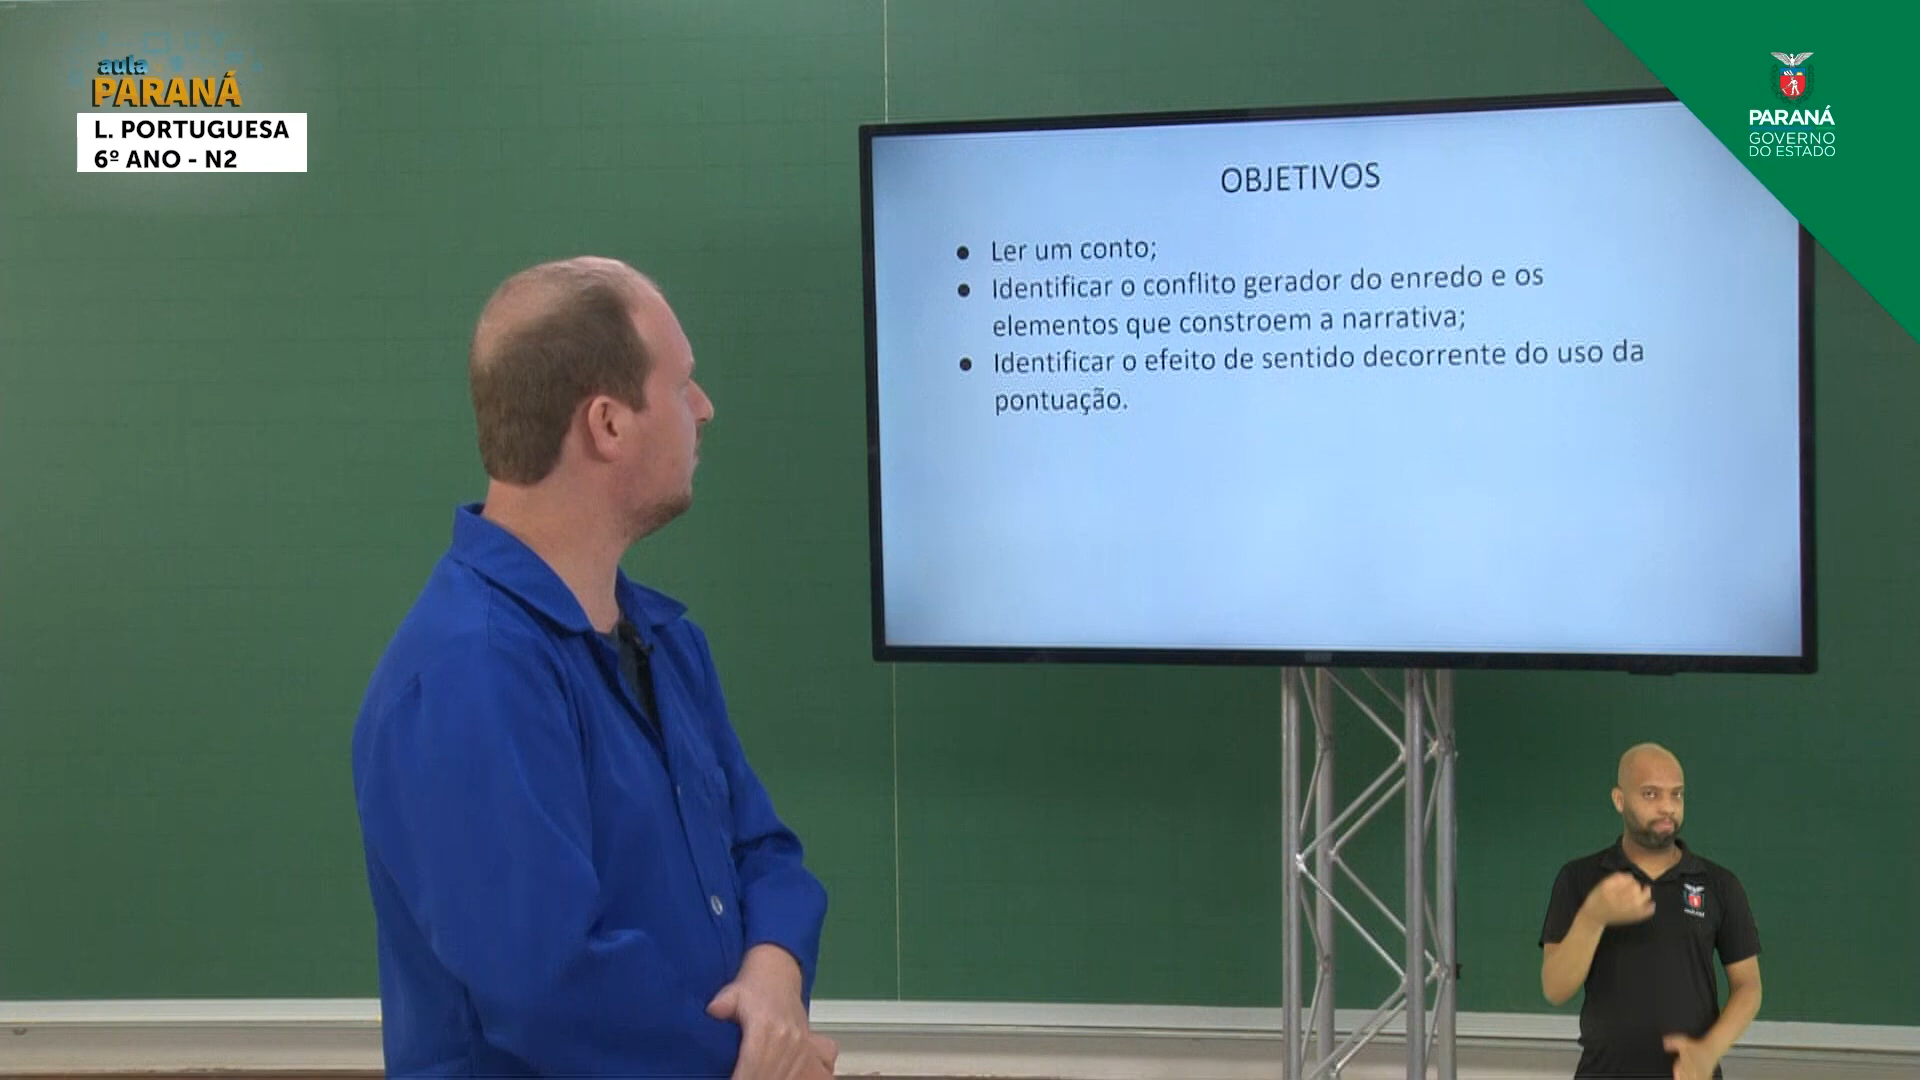 aula
PARANÁ
L. PORTUGUESA
6º ANO - N2
PARANÁ
GOVERNO
DO ESTADO
OBJETIVOS
● Ler um conto;
● Identificar o conflito gerador do enredo e os
elementos que constroem a narrativa;
● Identificar o efeito de sentido decorrente do uso da
pontuação.